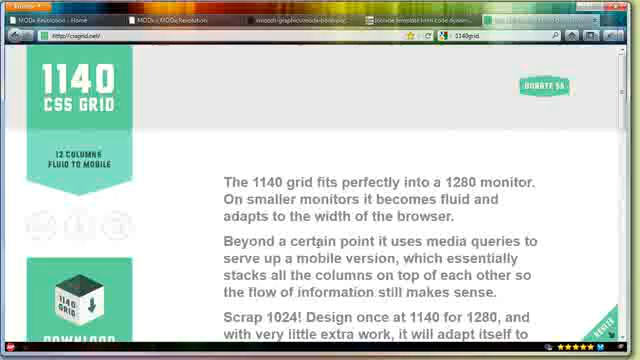 MODx Revolution - Home
MODx | MODx Revolution
http://cssgrid.net/
1140grid
1140
CSS GRID
12 COLUMNS
FLUID TO MOBILE
DONATE $5
The 1140 grid fits perfectly into a 1280 monitor.
On smaller monitors it becomes fluid and
adapts to the width of the browser.
Beyond a certain point it uses media queries to
serve up a mobile version, which essentially
stacks all the columns on top of each other so
the flow of information still makes sense.
Scrap 1024! Design once at 1140 for 1280, and
with very little extra work, it will adapt itself to
1140
GRID
DOWNLOAD
RESIZE